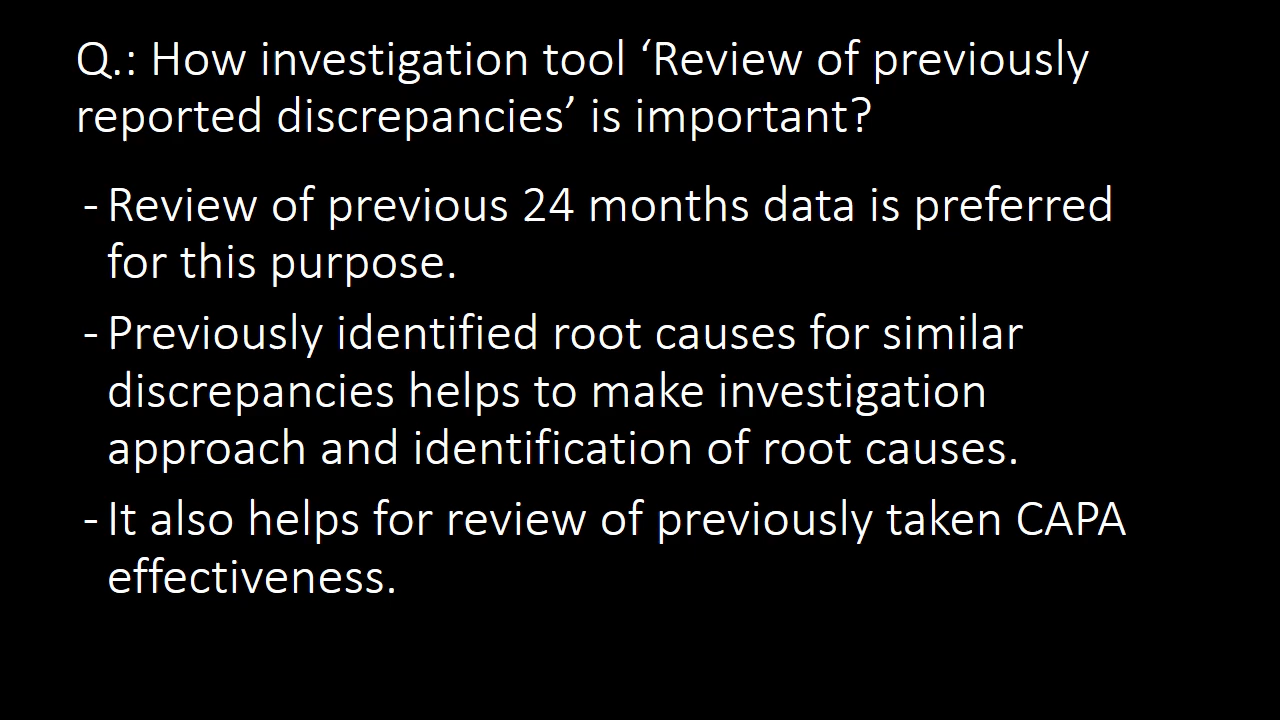 Q.: How investigation tool ‘Review of previously
reported discrepancies’ is important?
- Review of previous 24 months data is preferred
for this purpose.
- Previously identified root causes for similar
discrepancies helps to make investigation
approach and identification of root causes.
- It also helps for review of previously taken CAPA
effectiveness.